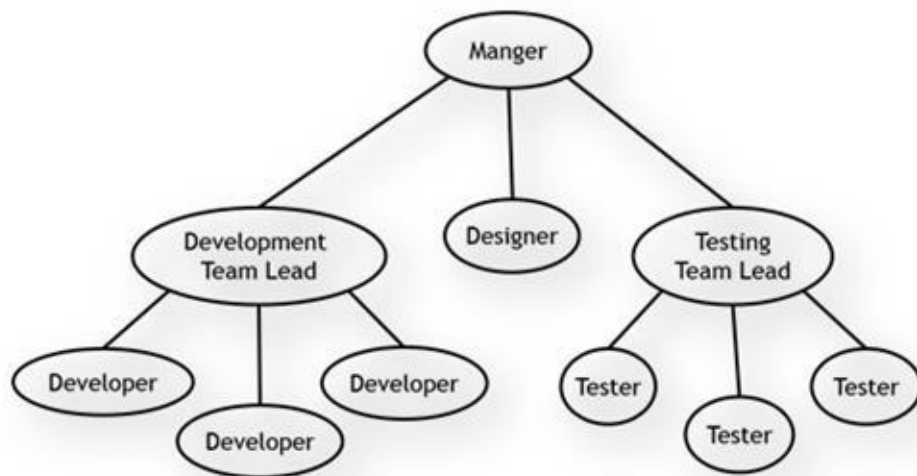 Manger
Development
Team Lead
Designer
Testing
Team Lead
Developer
Developer
Developer
Tester
Tester
Tester